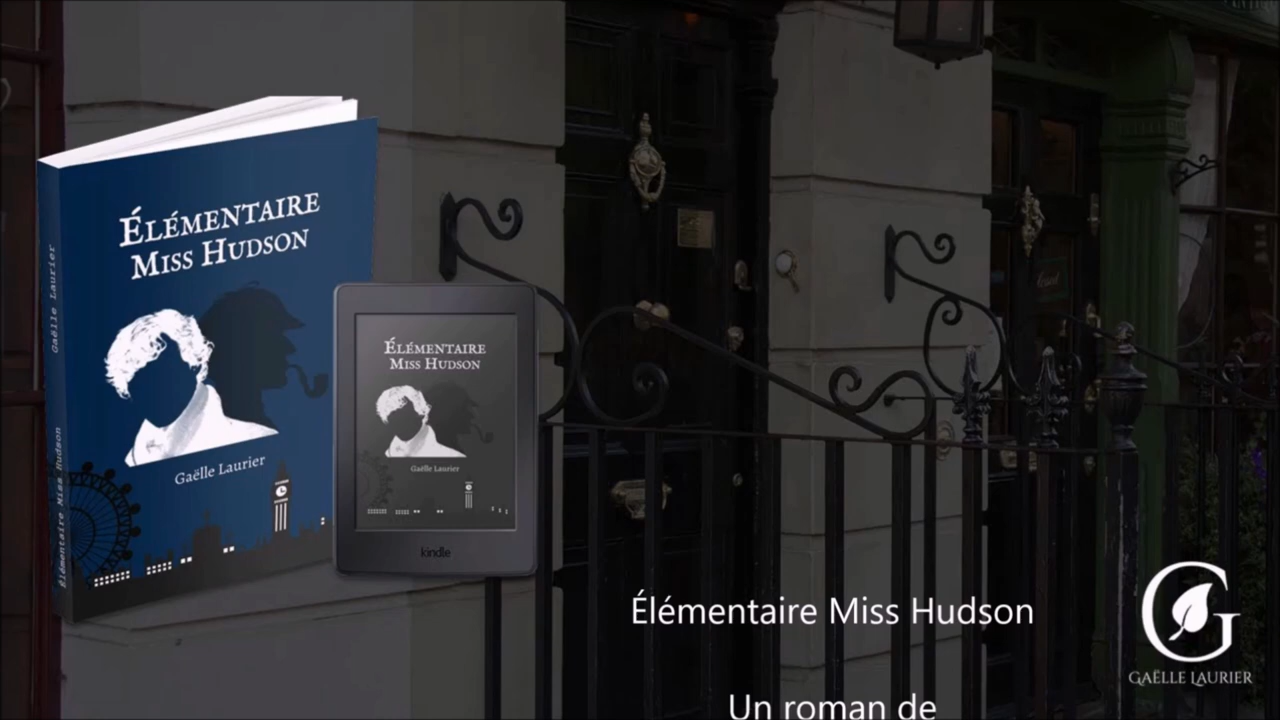 ÉLÉMENTAIRE
MISS HUDSON
Gaëlle Laurier
Gaëlle Laurier
Élémentaire Miss Hudson
ÉLÉMENTAIRE
MISS HUDSON
Gaëlle Laurier
kindle
Élémentaire Miss Hudson
Un roman de
G
GAËLLE LAURIER